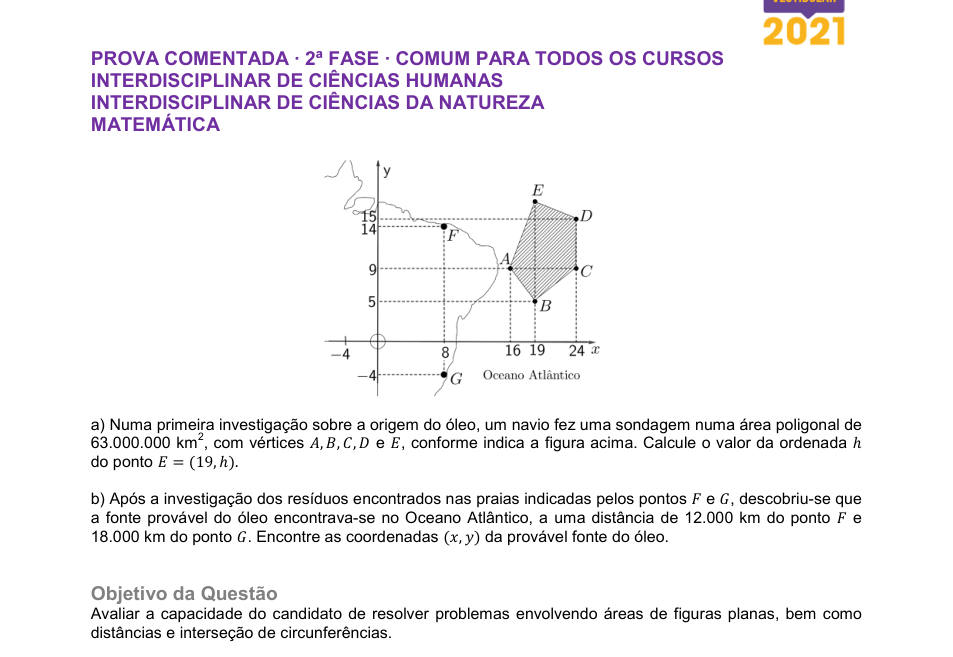 VESTIBULAR
2021
PROVA COMENTADA · 2ª FASE · COMUM PARA TODOS OS CURSOS
INTERDISCIPLINAR DE CIÊNCIAS HUMANAS
INTERDISCIPLINAR DE CIÊNCIAS DA NATUREZA
MATEMÁTICA
y
E
15
D
14
F
A
9
C
5
B
−4
8
16 19 24 x
−4
G
Oceano Atlântico
a) Numa primeira investigação sobre a origem do óleo, um navio fez uma sondagem numa área poligonal de
63.000.000 km², com vértices A, B, C, D e E, conforme indica a figura acima. Calcule o valor da ordenada h
do ponto E = (19, h).
b) Após a investigação dos resíduos encontrados nas praias indicadas pelos pontos F e G, descobriu-se que
a fonte provável do óleo encontrava-se no Oceano Atlântico, a uma distância de 12.000 km do ponto F e
18.000 km do ponto G. Encontre as coordenadas (x, y) da provável fonte do óleo.
Objetivo da Questão
Avaliar a capacidade do candidato de resolver problemas envolvendo áreas de figuras planas, bem como
distâncias e interseção de circunferências.